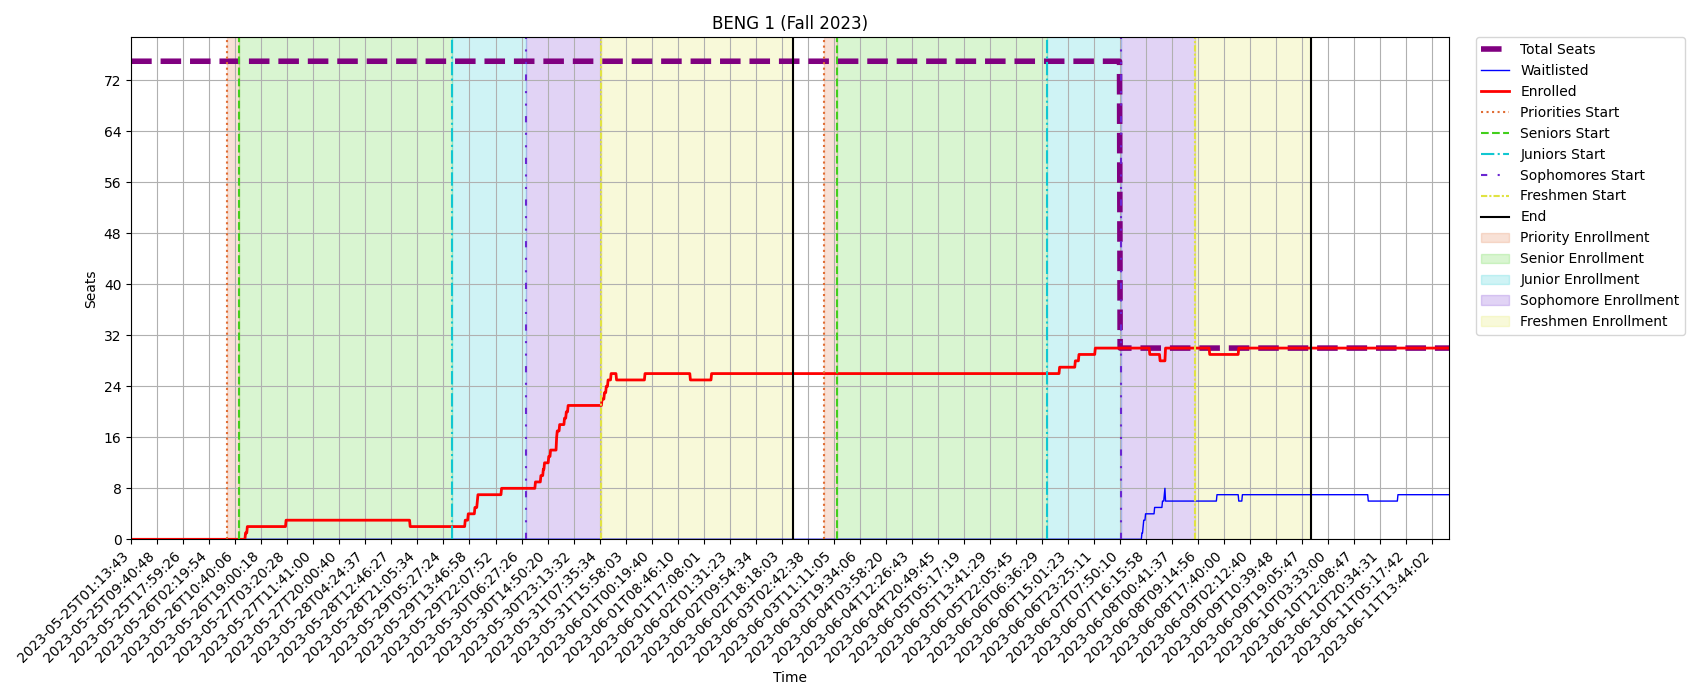 BENG 1 (Fall 2023)
Seats
72
64
56
48
40
32
24
16
8
0
2023-05-25T01:13:43
2023-05-25T09:40:48
2023-05-25T17:59:26
2023-05-26T02:19:54
2023-05-26T10:40:06
2023-05-26T19:00:18
2023-05-27T03:20:28
2023-05-27T11:41:00
2023-05-27T20:00:40
2023-05-28T04:24:37
2023-05-28T12:46:27
2023-05-28T21:05:34
2023-05-29T05:27:24
2023-05-29T13:46:58
2023-05-29T22:07:52
2023-05-30T06:27:26
2023-05-30T14:50:20
2023-05-30T23:13:32
2023-05-31T07:35:34
2023-05-31T15:58:03
2023-06-01T00:19:40
2023-06-01T08:46:10
2023-06-01T17:08:01
2023-06-02T01:31:23
2023-06-02T09:54:34
2023-06-02T18:18:03
2023-06-03T02:42:38
2023-06-03T11:11:05
2023-06-03T19:34:06
2023-06-04T03:58:20
2023-06-04T12:26:43
2023-06-04T20:49:45
2023-06-05T05:17:19
2023-06-05T13:41:29
2023-06-05T22:05:45
2023-06-06T06:36:29
2023-06-06T15:01:23
2023-06-06T23:25:11
2023-06-07T07:50:10
2023-06-07T16:15:58
2023-06-08T00:41:37
2023-06-08T09:14:56
2023-06-08T17:40:00
2023-06-09T02:12:40
2023-06-09T10:39:48
2023-06-09T19:05:47
2023-06-10T03:33:00
2023-06-10T12:08:47
2023-06-10T20:34:31
2023-06-11T05:17:42
2023-06-11T13:44:02
Time
Total Seats
Waitlisted
Enrolled
Priorities Start
Seniors Start
Juniors Start
Sophomores Start
Freshmen Start
End
Priority Enrollment
Senior Enrollment
Junior Enrollment
Sophomore Enrollment
Freshmen Enrollment